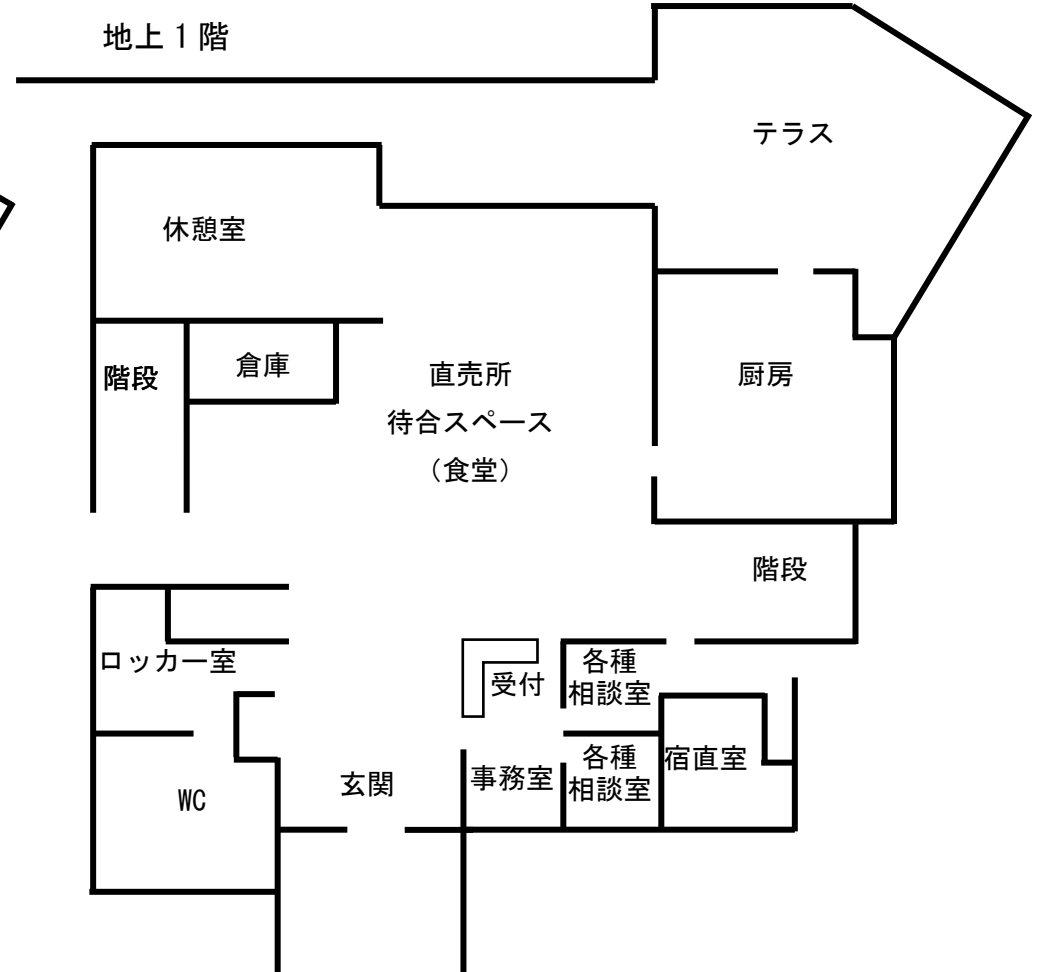 地上１階
テラス
休憩室
階段
倉庫
直売所
待合スペース
（食堂）
厨房
階段
ロッカー室
受付
各種
相談室
WC
玄関
事務室
各種
相談室
宿直室